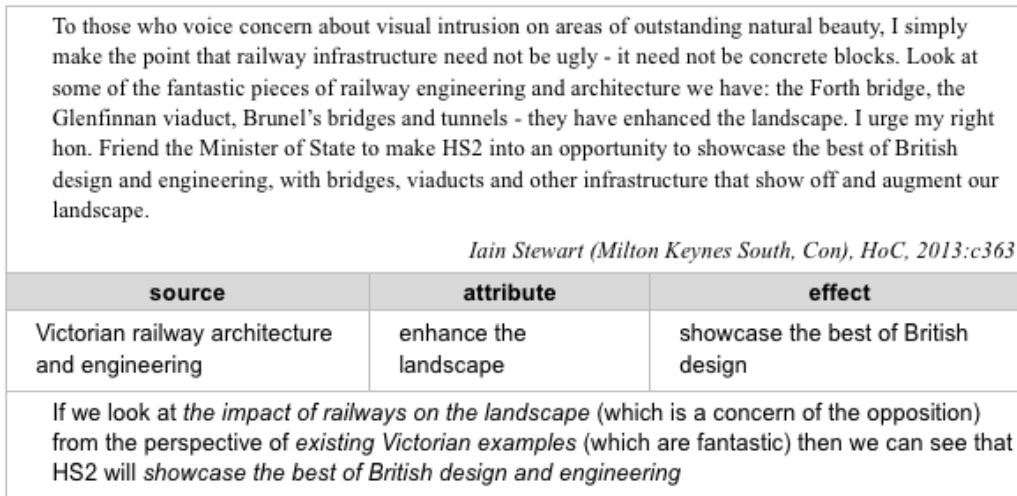 To those who voice concern about visual intrusion on areas of outstanding natural beauty, I simply
make the point that railway infrastructure need not be ugly - it need not be concrete blocks. Look at
some of the fantastic pieces of railway engineering and architecture we have: the Forth bridge, the
Glenfinnan viaduct, Brunel's bridges and tunnels - they have enhanced the landscape. I urge my right
hon. Friend the Minister of State to make HS2 into an opportunity to showcase the best of British
design and engineering, with bridges, viaducts and other infrastructure that show off and augment our
landscape.
Iain Stewart (Milton Keynes South, Con), HoC, 2013:c363
source attribute effect
Victorian railway architecture enhance the showcase the best of British
and engineering landscape design
If we look at the impact of railways on the landscape (which is a concern of the opposition)
from the perspective of existing Victorian examples (which are fantastic) then we can see that
HS2 will showcase the best of British design and engineering